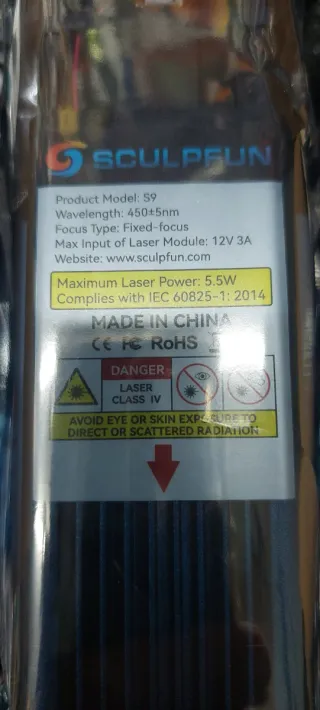 SCULPFUN
Product Model: S9
Wavelength: 450±5nm
Focus Type: Fixed-focus
Max Input of Laser Module: 12V 3A
Website: www.sculpfun.com
Maximum Laser Power: 5.5W
Complies with IEC 60825-1: 2014
MADE IN CHINA
CE FC RoHS
DANGER
LASER
CLASS IV
AVOID EYE OR SKIN EXPOSURE TO
DIRECT OR SCATTERED RADIATION